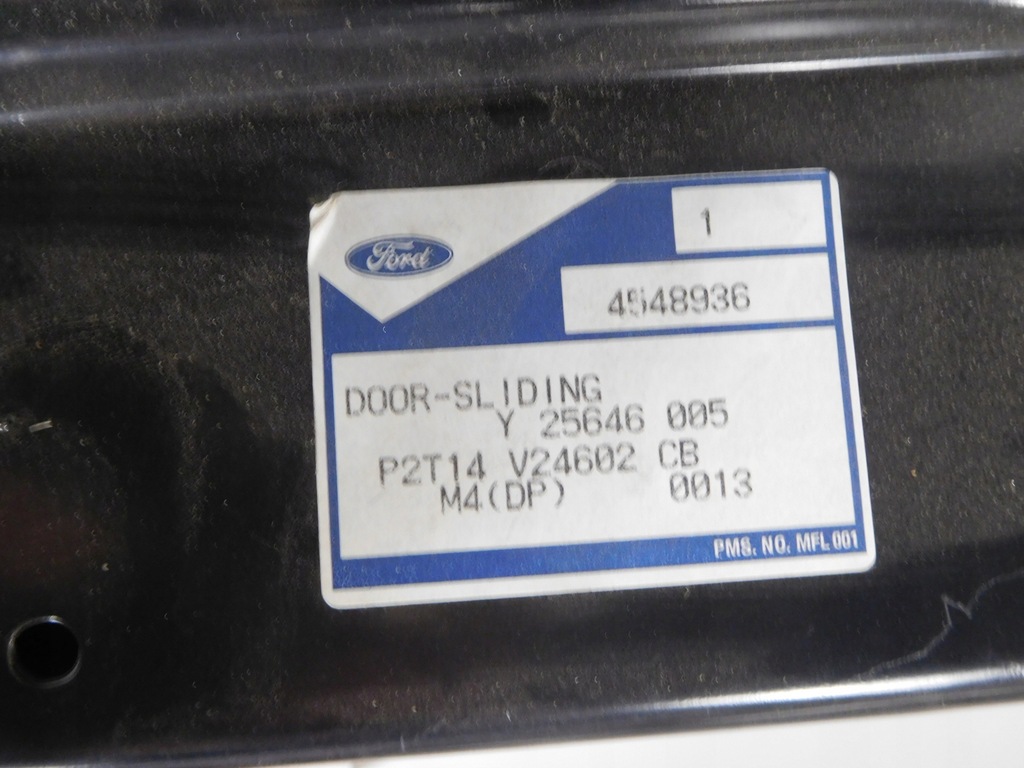 Ford
1
4548936
DOOR-SLIDING
Y 25646 005
P2T14 V24602 CB
M4(DP) 0013
PMS. NO. MFL 001